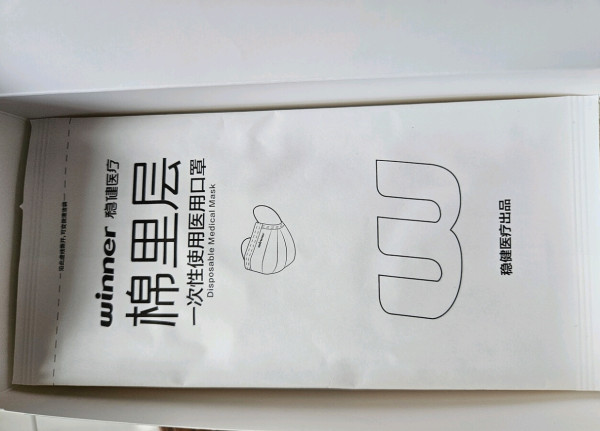 winner 稳健医疗
棉里层
一次性使用医用口罩
Disposable Medical Mask
稳健医疗出品